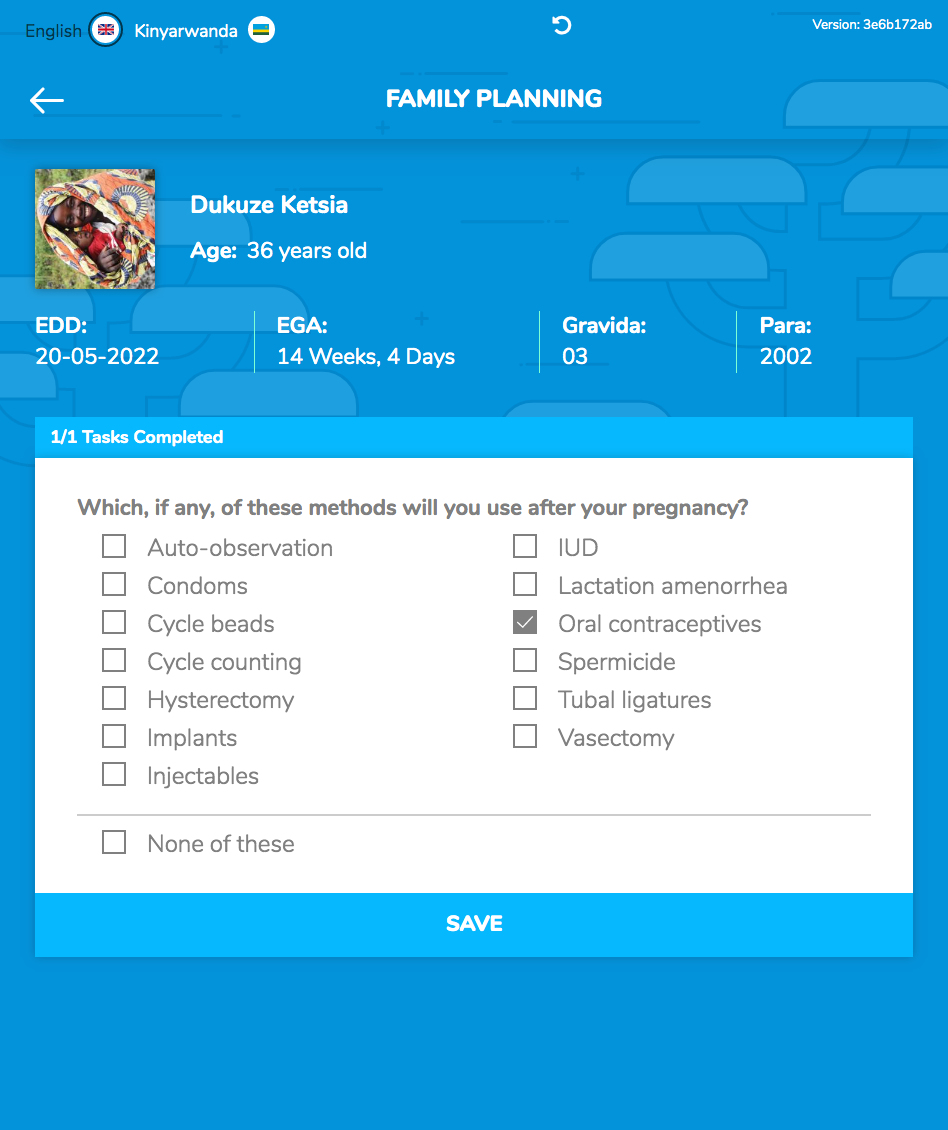 English Kinyarwanda Version: 3e6b172ab
FAMILY PLANNING
Dukuze Ketsia
Age: 36 years old
EDD: EGA: Gravida: Para:
20-05-2022 14 Weeks, 4 Days 03 2002
1/1 Tasks Completed
Which, if any, of these methods will you use after your pregnancy?
Auto-observation
Condoms
Cycle beads
Cycle counting
Hysterectomy
Implants
Injectables
IUD
Lactation amenorrhea
Oral contraceptives
Spermicide
Tubal ligatures
Vasectomy
None of these
SAVE